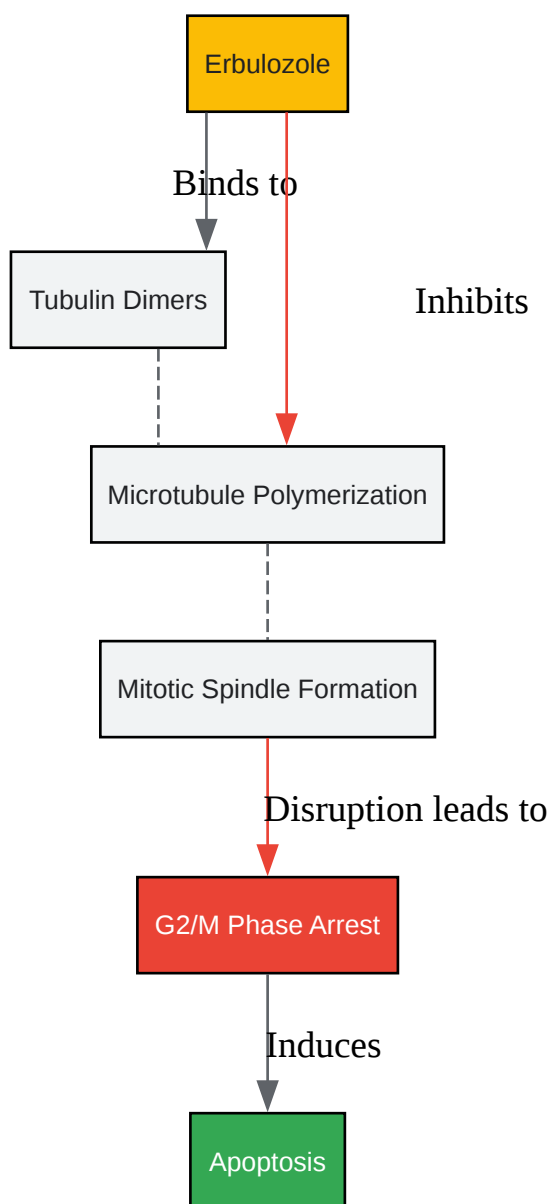 Erbulozole
Binds to
Tubulin Dimers
Inhibits
Microtubule Polymerization
Mitotic Spindle Formation
Disruption leads to
G2/M Phase Arrest
Induces
Apoptosis